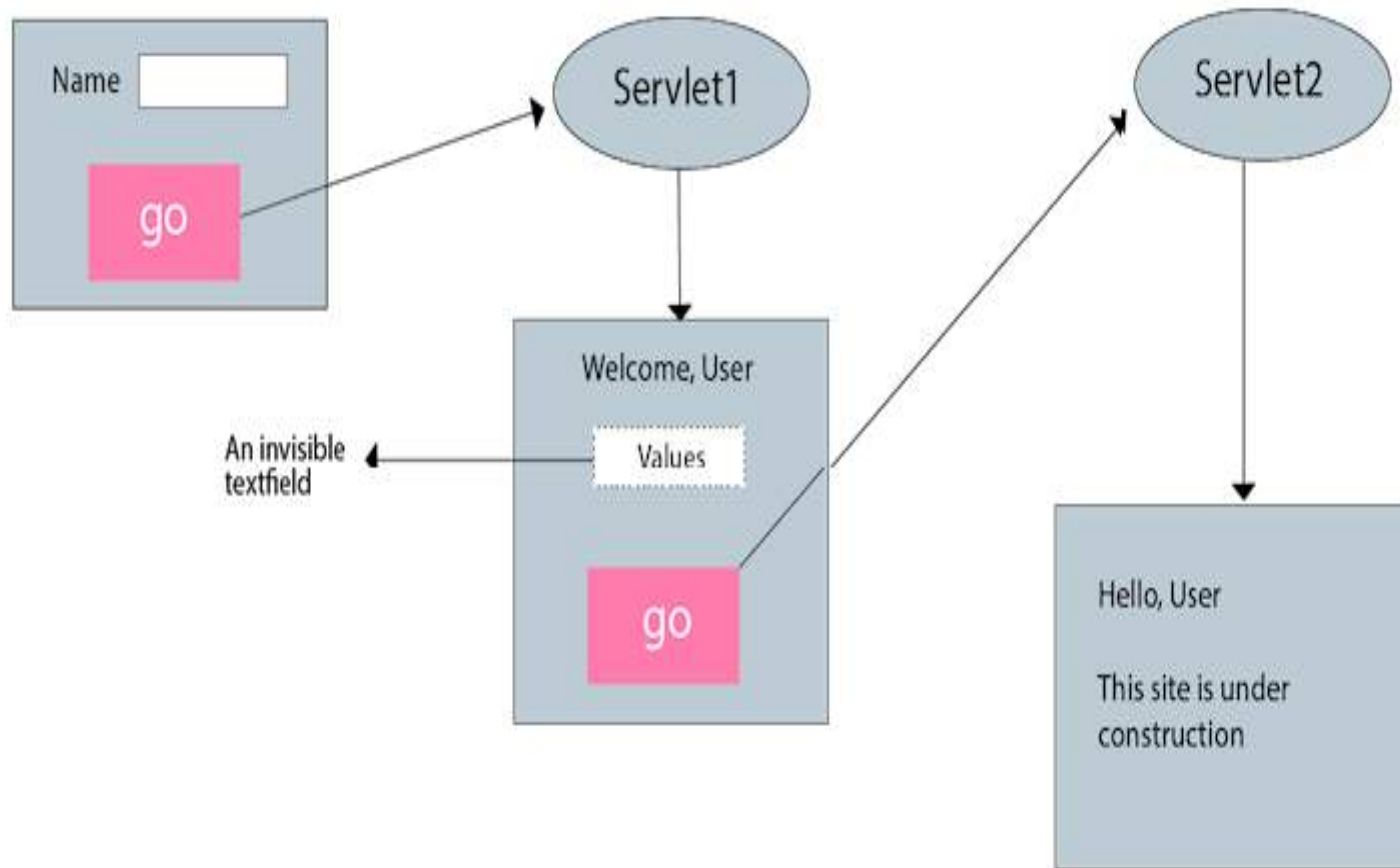 Name
go
Servlet1
Servlet2
Welcome, User
Values
An invisible
textfield
go
Hello, User
This site is under
construction